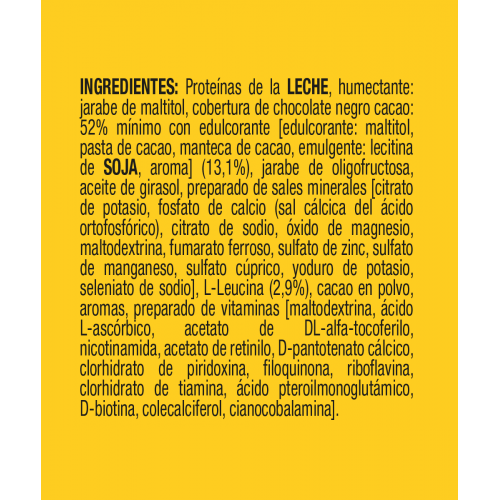 INGREDIENTES: Proteínas de la LECHE, humectante:
jarabe de maltitol, cobertura de chocolate negro cacao:
52% mínimo con edulcorante [edulcorante: maltitol,
pasta de cacao, manteca de cacao, emulgente: lecitina
de SOJA, aroma] (13,1%), jarabe de oligofructosa,
aceite de girasol, preparado de sales minerales [citrato
de potasio, fosfato de calcio (sal cálcica del ácido
ortofosfórico), citrato de sodio, óxido de magnesio,
maltodextrina, fumarato ferroso, sulfato de zinc, sulfato
de manganeso, sulfato cúprico, yoduro de potasio,
seleniato de sodio], L-Leucina (2,9%), cacao en polvo,
aromas, preparado de vitaminas [maltodextrina, ácido
L-ascórbico, acetato de DL-alfa-tocoferilo,
nicotinamida, acetato de retinilo, D-pantotenato cálcico,
clorhidrato de piridoxina, filoquinona, riboflavina,
clorhidrato de tiamina, ácido pteroilmonoglutámico,
D-biotina, colecalciferol, cianocobalamina].